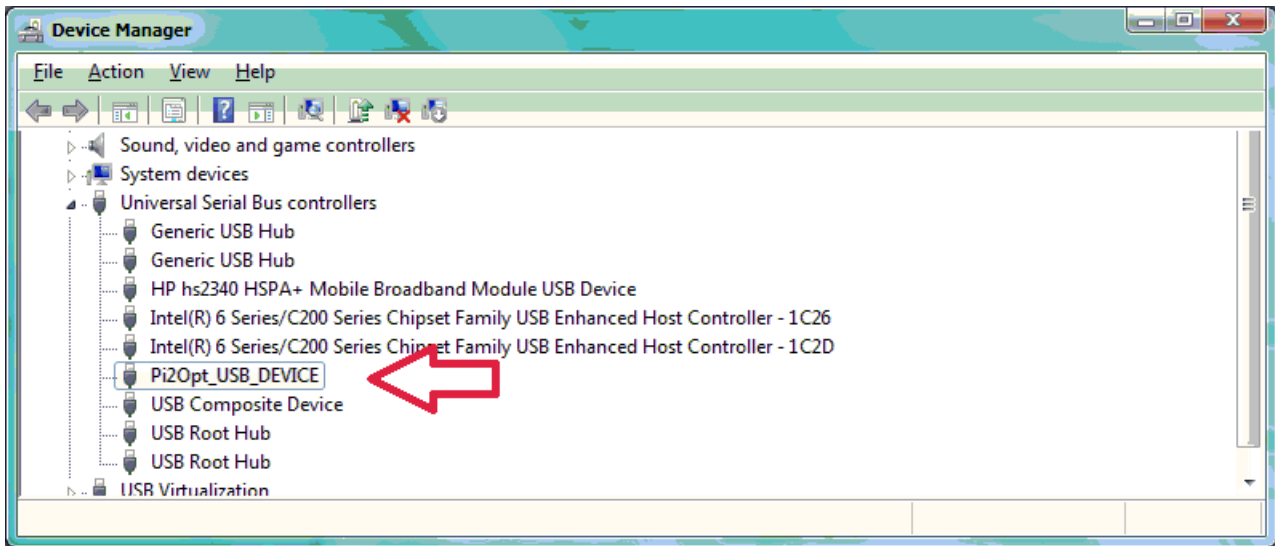 Device Manager
File Action View Help
Sound, video and game controllers
System devices
Universal Serial Bus controllers
Generic USB Hub
Generic USB Hub
HP hs2340 HSPA+ Mobile Broadband Module USB Device
Intel(R) 6 Series/C200 Series Chipset Family USB Enhanced Host Controller - 1C26
Intel(R) 6 Series/C200 Series Chipset Family USB Enhanced Host Controller - 1C2D
Pi2Opt_USB_DEVICE
USB Composite Device
USB Root Hub
USB Root Hub
USB Virtualization